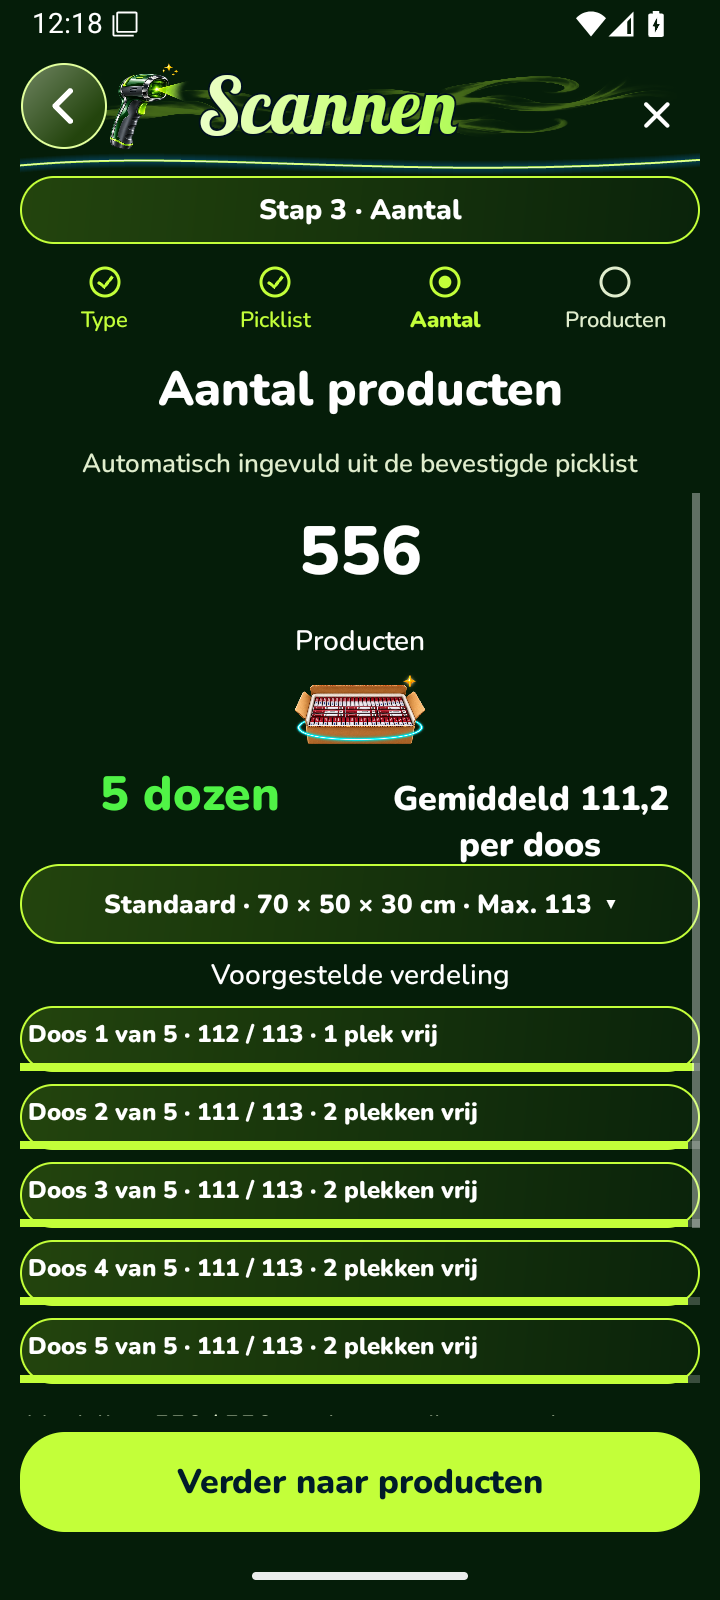 12:18
Scannen
Stap 3 · Aantal
Type
Picklist
Aantal
Producten
Aantal producten
Automatisch ingevuld uit de bevestigde picklist
556
Producten
5 dozen
Gemiddeld 111,2
per doos
Standaard · 70 × 50 × 30 cm · Max. 113 ▼
Voorgestelde verdeling
Doos 1 van 5 · 112 / 113 · 1 plek vrij
Doos 2 van 5 · 111 / 113 · 2 plekken vrij
Doos 3 van 5 · 111 / 113 · 2 plekken vrij
Doos 4 van 5 · 111 / 113 · 2 plekken vrij
Doos 5 van 5 · 111 / 113 · 2 plekken vrij
Verder naar producten